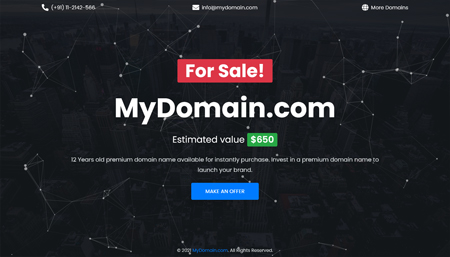 (+91) 11-2142-566
info@mydomain.com
More Domains
For Sale!
MyDomain.com
Estimated value $650
12 Years old premium domain name available for instantly purchase. Invest in a premium domain name to
launch your brand.
MAKE AN OFFER
© 2021 MyDomain.com. All Rights Reserved.